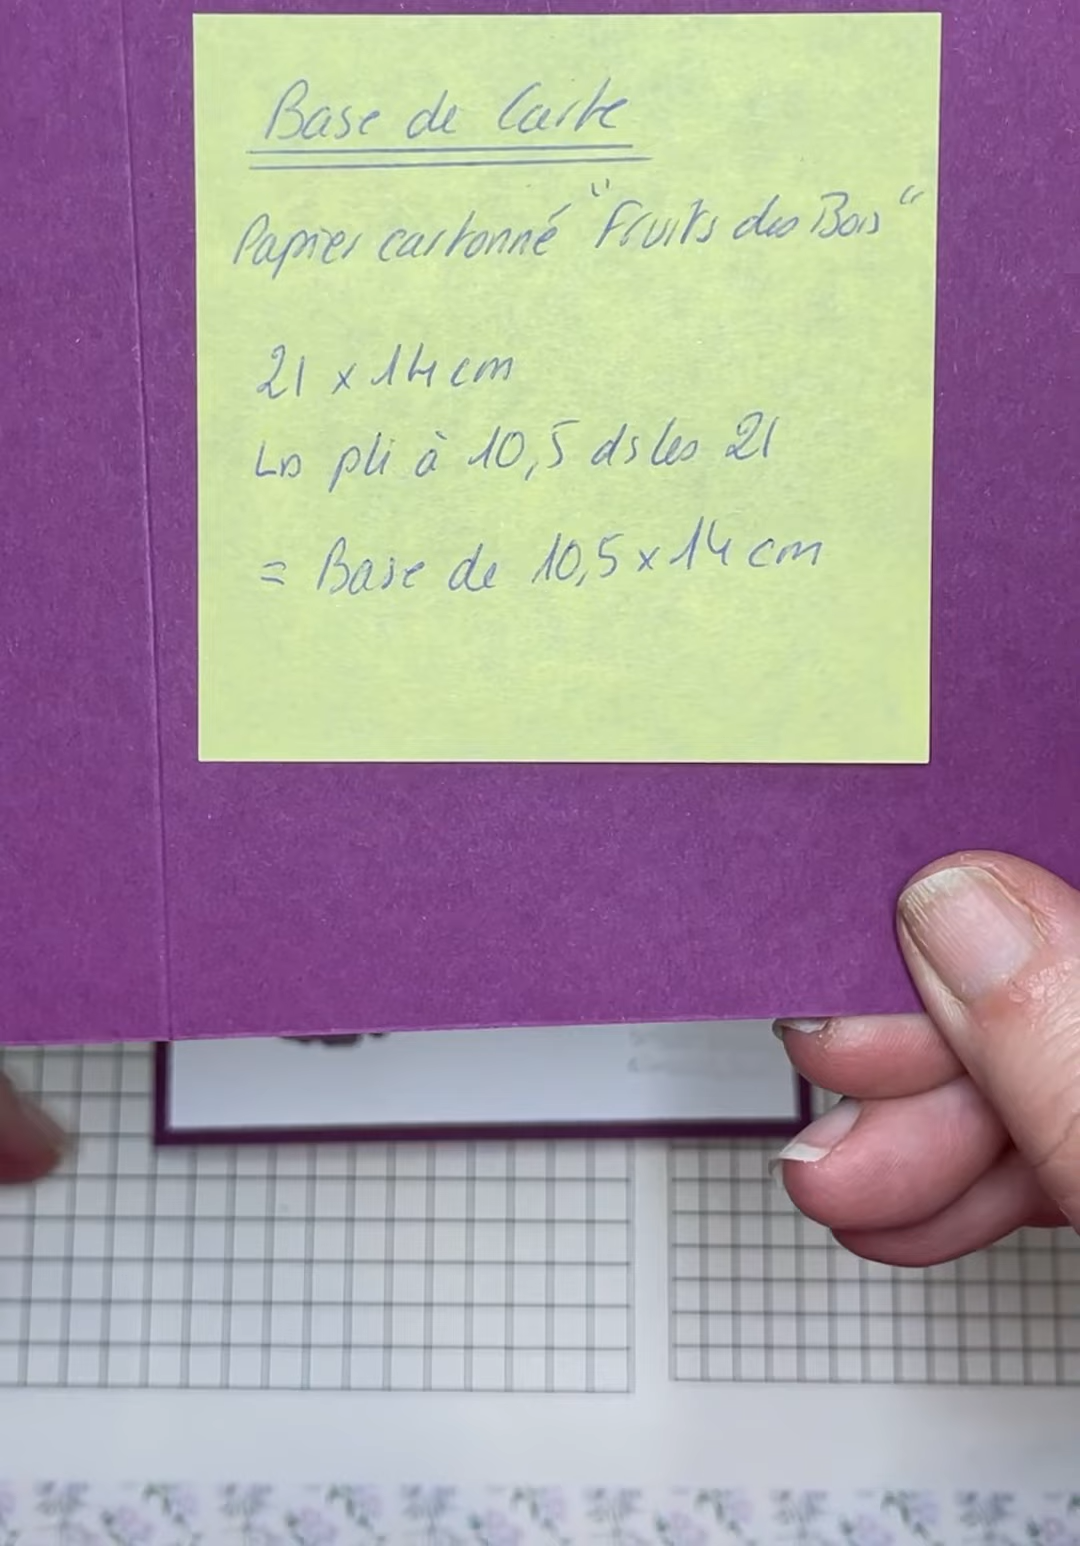 Base de Carte
Papier cartonné "Fruits des Bois"
21 x 14 cm
↳ pli à 10,5 ds les 21
= Base de 10,5 x 14 cm